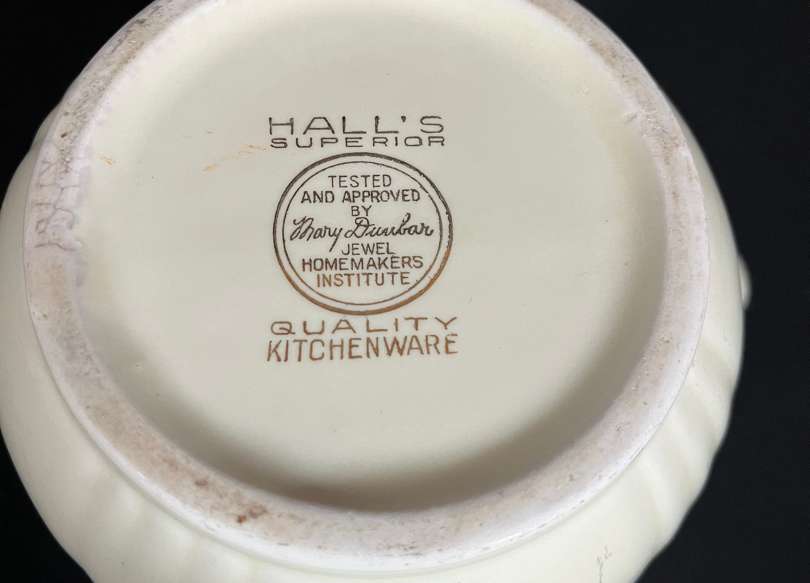 HALL'S
SUPERIOR
TESTED
AND APPROVED
BY
Mary Dunbar
JEWEL
HOMEMAKERS
INSTITUTE
QUALITY
KITCHENWARE